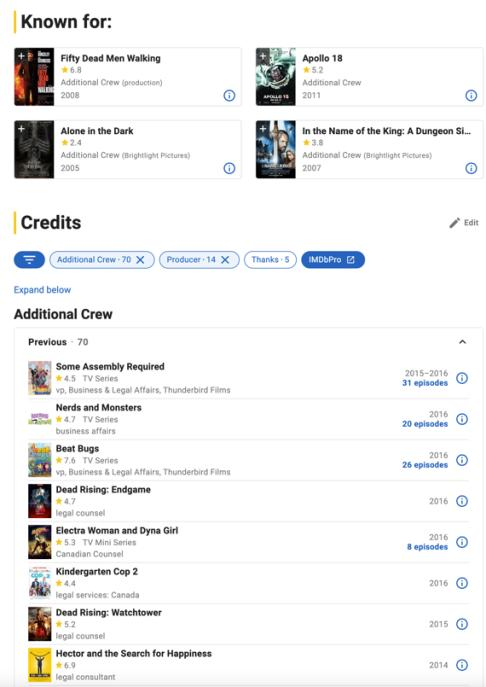 Known for:
Fifty Dead Men Walking
6.8
Additional Crew (production)
2008
Apollo 18
5.2
Additional Crew
2011
Alone in the Dark
2.4
Additional Crew (Brightlight Pictures)
2005
In the Name of the King: A Dungeon Si...
3.8
Additional Crew (Brightlight Pictures)
2007
Credits
Edit
Additional Crew · 70
Producer · 14
Thanks · 5
IMDbPro
Expand below
Additional Crew
Previous · 70
Some Assembly Required
4.5 TV Series
vp, Business & Legal Affairs, Thunderbird Films
2015–2016
31 episodes
Nerds and Monsters
4.7 TV Series
business affairs
2016
20 episodes
Beat Bugs
7.6 TV Series
vp, Business & Legal Affairs, Thunderbird Films
2016
26 episodes
Dead Rising: Endgame
4.7
legal counsel
2016
Electra Woman and Dyna Girl
5.3 TV Mini Series
Canadian Counsel
2016
8 episodes
Kindergarten Cop 2
4.4
legal services: Canada
2016
Dead Rising: Watchtower
5.2
legal counsel
2015
Hector and the Search for Happiness
6.9
legal consultant
2014